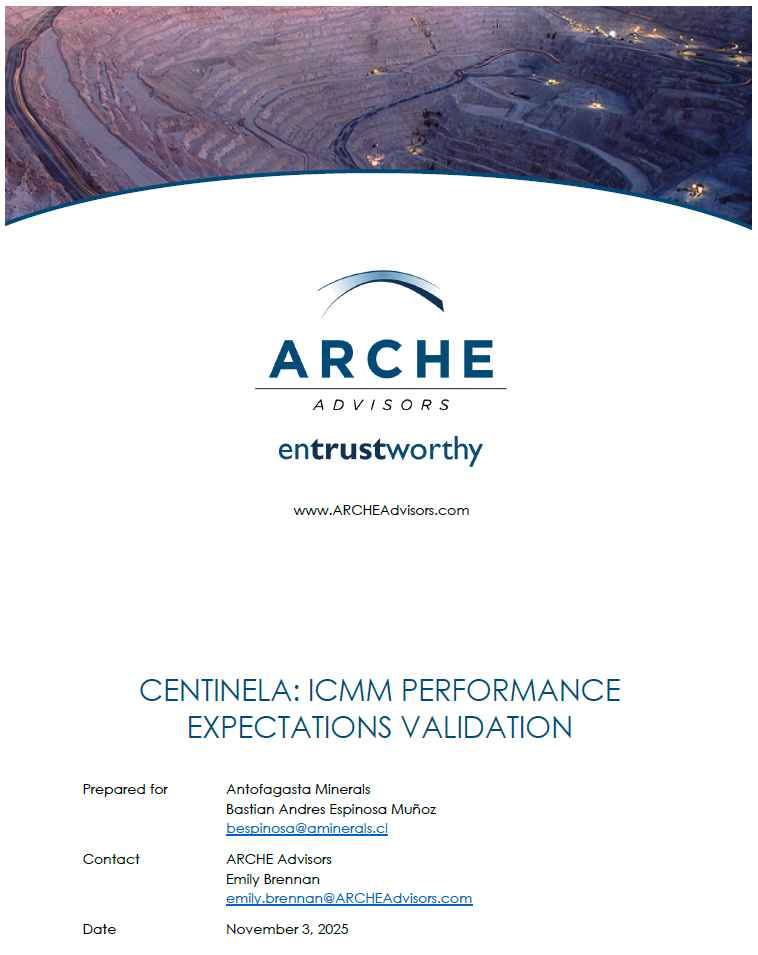 ARCHE
ADVISORS
entrustworthy
www.ARCHEAdvisors.com
CENTINELA: ICMM PERFORMANCE
EXPECTATIONS VALIDATION
Prepared for Antofagasta Minerals
Bastian Andres Espinosa Muñoz
bespinosa@aminerals.cl
Contact ARCHE Advisors
Emily Brennan
emily.brennan@ARCHEAdvisors.com
Date November 3, 2025